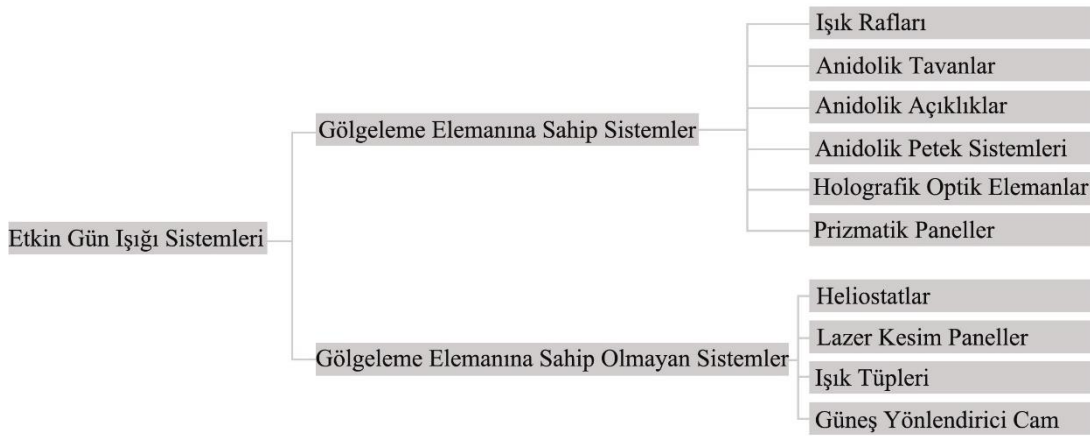 Etkin Gün Işığı Sistemleri
Gölgeleme Elemanına Sahip Sistemler
Işık Rafları
Anidolik Tavanlar
Anidolik Açıklıklar
Anidolik Petek Sistemleri
Holografik Optik Elemanlar
Prizmatik Paneller
Gölgeleme Elemanına Sahip Olmayan Sistemler
Heliostatlar
Lazer Kesim Paneller
Işık Tüpleri
Güneş Yönlendirici Cam